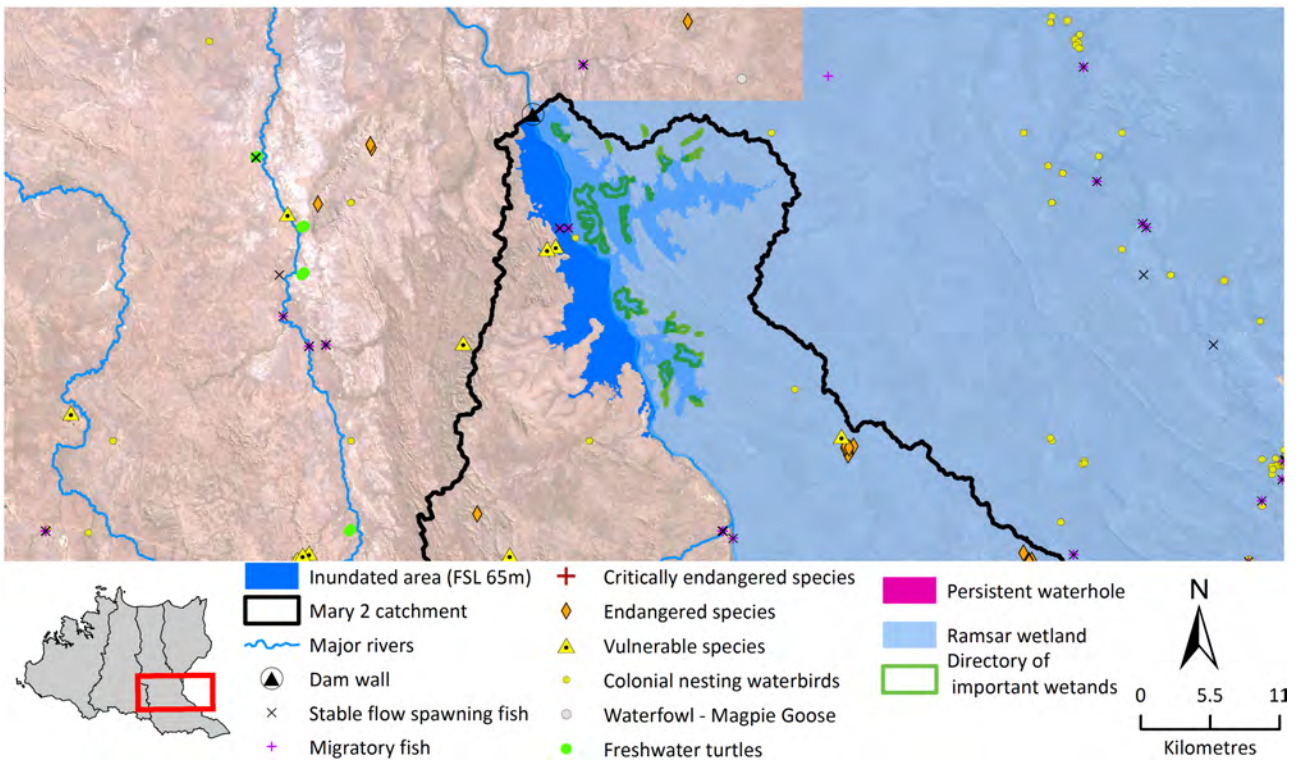 Inundated area (FSL 65m)
Mary 2 catchment
Major rivers
Dam wall
Stable flow spawning fish
Migratory fish
Critically endangered species
Endangered species
Vulnerable species
Colonial nesting waterbirds
Waterfowl - Magpie Goose
Freshwater turtles
Persistent waterhole
Ramsar wetland
Directory of
important wetands
N
0 5.5 11
Kilometres